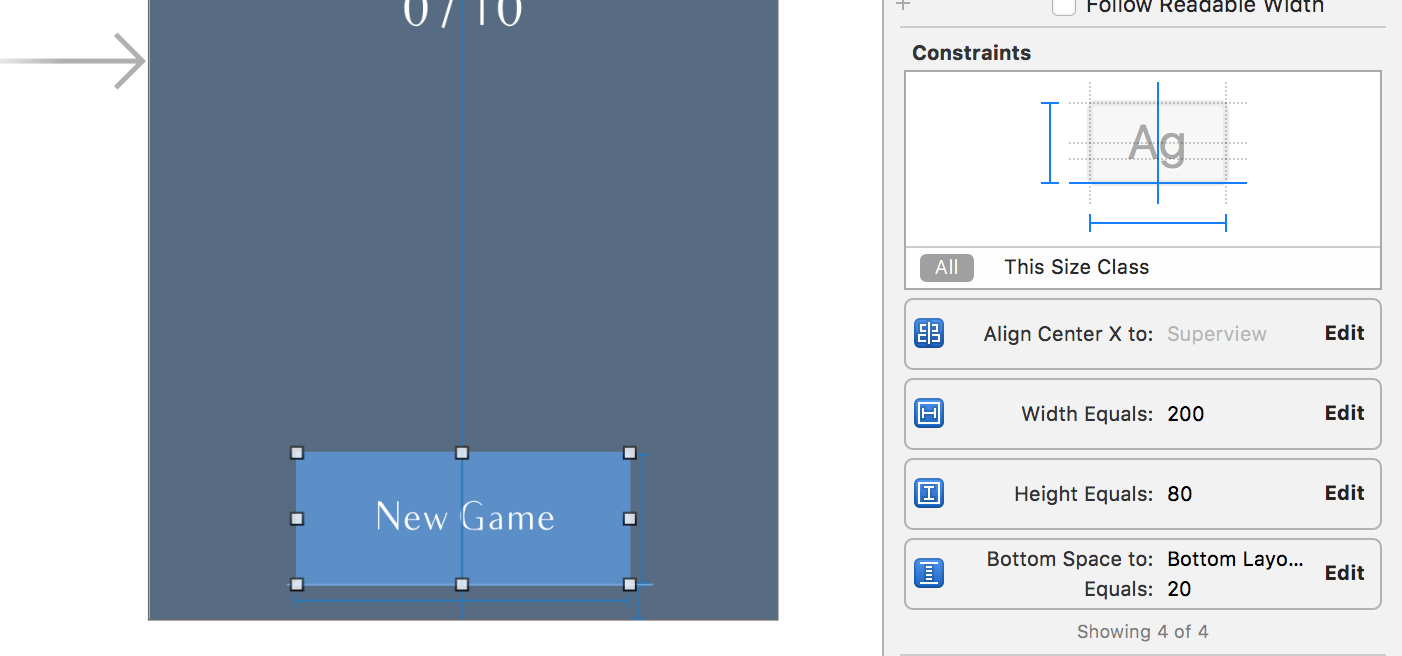 0 / 10
New Game
Follow Readable Width
Constraints
Ag
All This Size Class
Align Center X to: Superview Edit
Width Equals: 200 Edit
Height Equals: 80 Edit
Bottom Space to: Bottom Layo... Edit
Equals: 20
Showing 4 of 4